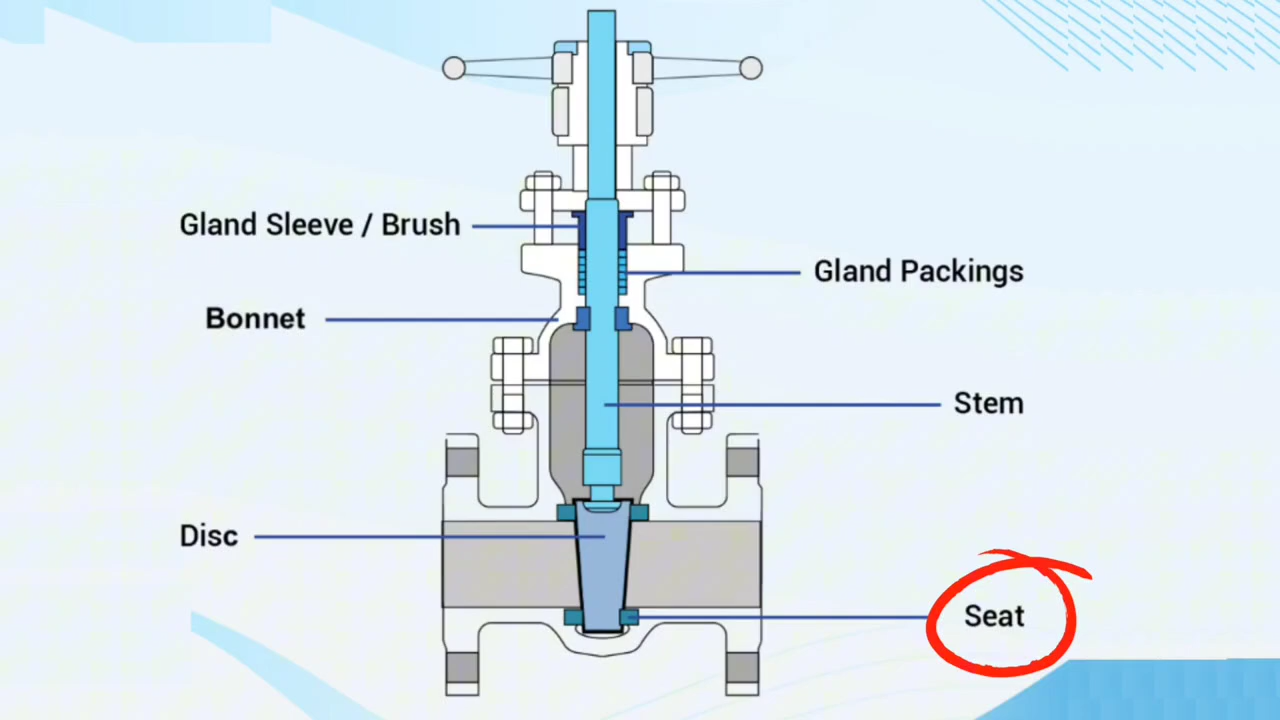 Gland Sleeve / Brush
Gland Packings
Bonnet
Stem
Disc
Seat